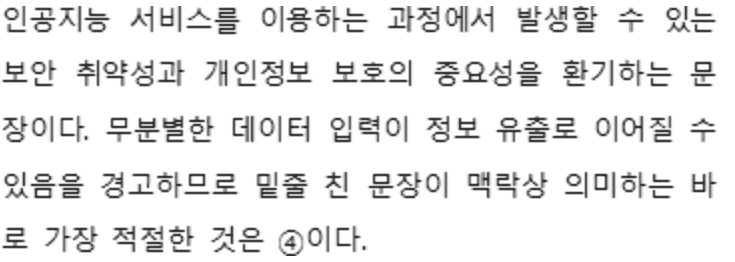 인공지능 서비스를 이용하는 과정에서 발생할 수 있는
보안 취약성과 개인정보 보호의 중요성을 환기하는 문
장이다. 무분별한 데이터 입력이 정보 유출로 이어질 수
있음을 경고하므로 밑줄 친 문장이 맥락상 의미하는 바
로 가장 적절한 것은 ④이다.